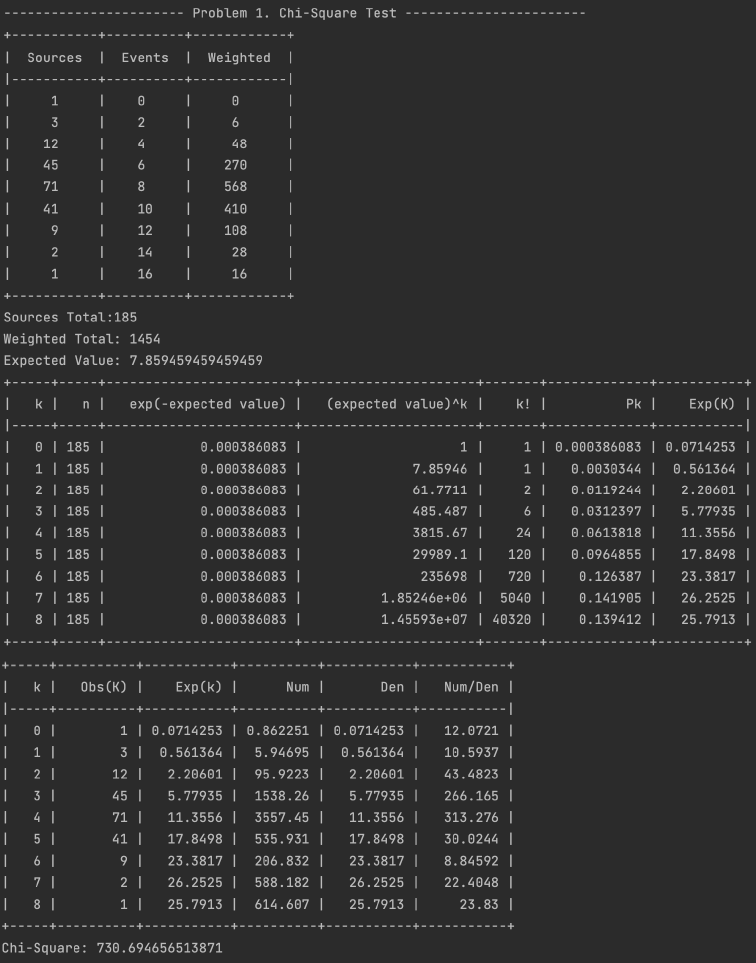 ----------------------- Problem 1. Chi-Square Test -----------------------
+-----------+----------+------------+
|  Sources  |  Events  |  Weighted  |
|-----------+----------+------------|
|     1     |    0     |     0      |
|     3     |    2     |     6      |
|    12     |    4     |     48     |
|    45     |    6     |    270     |
|    71     |    8     |    568     |
|    41     |    10    |    410     |
|     9     |    12    |    108     |
|     2     |    14    |     28     |
|     1     |    16    |     16     |
+-----------+----------+------------+
Sources Total:185
Weighted Total: 1454
Expected Value: 7.859459459459459
+-----+-----+------------------------+----------------------+-------+-------------+-----------+
|   k |   n |   exp(-expected value) |   (expected value)^k |    k! |          Pk |    Exp(K) |
|-----+-----+------------------------+----------------------+-------+-------------+-----------|
|   0 | 185 |            0.000386083 |                    1 |     1 | 0.000386083 | 0.0714253 |
|   1 | 185 |            0.000386083 |              7.85946 |     1 |   0.0030344 |  0.561364 |
|   2 | 185 |            0.000386083 |              61.7711 |     2 |   0.0119244 |   2.20601 |
|   3 | 185 |            0.000386083 |              485.487 |     6 |   0.0312397 |   5.77935 |
|   4 | 185 |            0.000386083 |              3815.67 |    24 |   0.0613818 |   11.3556 |
|   5 | 185 |            0.000386083 |              29989.1 |   120 |   0.0964855 |   17.8498 |
|   6 | 185 |            0.000386083 |               235698 |   720 |    0.126387 |   23.3817 |
|   7 | 185 |            0.000386083 |          1.85246e+06 |  5040 |    0.141905 |   26.2525 |
|   8 | 185 |            0.000386083 |          1.45593e+07 | 40320 |    0.139412 |   25.7913 |
+-----+-----+------------------------+----------------------+-------+-------------+-----------+
+-----+----------+-----------+----------+-----------+-----------+
|   k |   Obs(K) |    Exp(k) |      Num |       Den |   Num/Den |
|-----+----------+-----------+----------+-----------+-----------|
|   0 |        1 | 0.0714253 | 0.862251 | 0.0714253 |   12.0721 |
|   1 |        3 |  0.561364 |  5.94695 |  0.561364 |   10.5937 |
|   2 |       12 |   2.20601 |  95.9223 |   2.20601 |   43.4823 |
|   3 |       45 |   5.77935 |  1538.26 |   5.77935 |   266.165 |
|   4 |       71 |   11.3556 |  3557.45 |   11.3556 |   313.276 |
|   5 |       41 |   17.8498 |  535.931 |   17.8498 |   30.0244 |
|   6 |        9 |   23.3817 |  206.832 |   23.3817 |   8.84592 |
|   7 |        2 |   26.2525 |  588.182 |   26.2525 |   22.4048 |
|   8 |        1 |   25.7913 |  614.607 |   25.7913 |     23.83 |
+-----+----------+-----------+----------+-----------+-----------+
Chi-Square: 730.694656513871